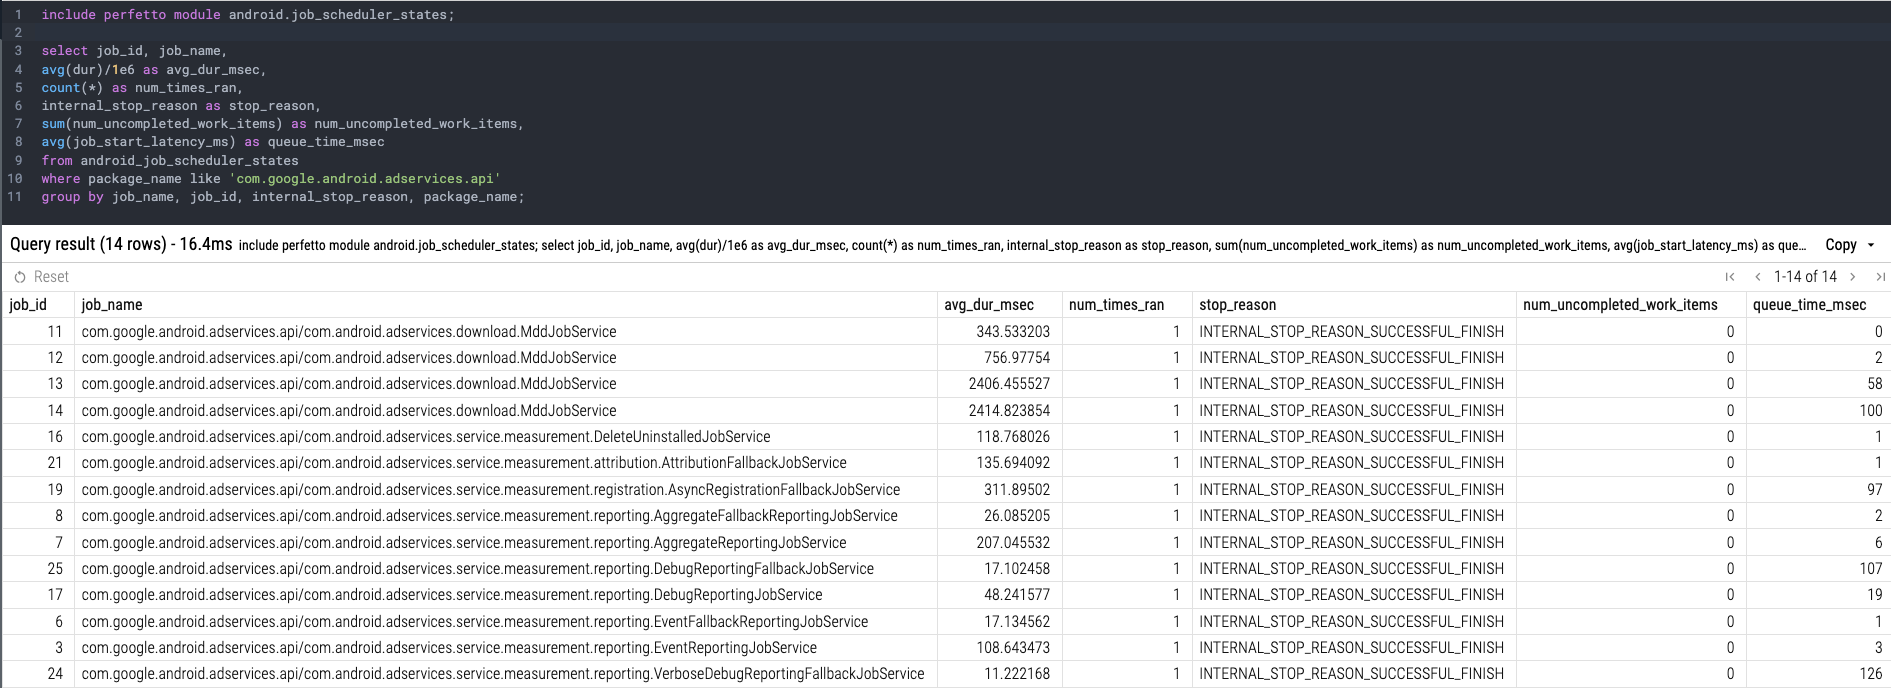 1 include perfetto module android.job_scheduler_states;
2
3 select job_id, job_name,
4 avg(dur)/1e6 as avg_dur_msec,
5 count(*) as num_times_ran,
6 internal_stop_reason as stop_reason,
7 sum(num_uncompleted_work_items) as num_uncompleted_work_items,
8 avg(job_start_latency_ms) as queue_time_msec
9 from android_job_scheduler_states
10 where package_name like 'com.google.android.adservices.api'
11 group by job_name, job_id, internal_stop_reason, package_name;
Query result (14 rows) - 16.4ms include perfetto module android.job_scheduler_states; select job_id, job_name, avg(dur)/1e6 as avg_dur_msec, count(*) as num_times_ran, internal_stop_reason as stop_reason, sum(num_uncompleted_work_items) as num_uncompleted_work_items, avg(job_start_latency_ms) as que... Copy
Reset 1-14 of 14
job_id job_name avg_dur_msec num_times_ran stop_reason num_uncompleted_work_items queue_time_msec
11 com.google.android.adservices.api/com.android.adservices.download.MddJobService 343.533203 1 INTERNAL_STOP_REASON_SUCCESSFUL_FINISH 0 0
12 com.google.android.adservices.api/com.android.adservices.download.MddJobService 756.97754 1 INTERNAL_STOP_REASON_SUCCESSFUL_FINISH 0 2
13 com.google.android.adservices.api/com.android.adservices.download.MddJobService 2406.455527 1 INTERNAL_STOP_REASON_SUCCESSFUL_FINISH 0 58
14 com.google.android.adservices.api/com.android.adservices.download.MddJobService 2414.823854 1 INTERNAL_STOP_REASON_SUCCESSFUL_FINISH 0 100
16 com.google.android.adservices.api/com.android.adservices.service.measurement.DeleteUninstalledJobService 118.768026 1 INTERNAL_STOP_REASON_SUCCESSFUL_FINISH 0 1
21 com.google.android.adservices.api/com.android.adservices.service.measurement.attribution.AttributionFallbackJobService 135.694092 1 INTERNAL_STOP_REASON_SUCCESSFUL_FINISH 0 1
19 com.google.android.adservices.api/com.android.adservices.service.measurement.registration.AsyncRegistrationFallbackJobService 311.89502 1 INTERNAL_STOP_REASON_SUCCESSFUL_FINISH 0 97
8 com.google.android.adservices.api/com.android.adservices.service.measurement.reporting.AggregateFallbackReportingJobService 26.085205 1 INTERNAL_STOP_REASON_SUCCESSFUL_FINISH 0 2
7 com.google.android.adservices.api/com.android.adservices.service.measurement.reporting.AggregateReportingJobService 207.045532 1 INTERNAL_STOP_REASON_SUCCESSFUL_FINISH 0 6
25 com.google.android.adservices.api/com.android.adservices.service.measurement.reporting.DebugReportingFallbackJobService 17.102458 1 INTERNAL_STOP_REASON_SUCCESSFUL_FINISH 0 107
17 com.google.android.adservices.api/com.android.adservices.service.measurement.reporting.DebugReportingJobService 48.241577 1 INTERNAL_STOP_REASON_SUCCESSFUL_FINISH 0 19
6 com.google.android.adservices.api/com.android.adservices.service.measurement.reporting.EventFallbackReportingJobService 17.134562 1 INTERNAL_STOP_REASON_SUCCESSFUL_FINISH 0 1
3 com.google.android.adservices.api/com.android.adservices.service.measurement.reporting.EventReportingJobService 108.643473 1 INTERNAL_STOP_REASON_SUCCESSFUL_FINISH 0 3
24 com.google.android.adservices.api/com.android.adservices.service.measurement.reporting.VerboseDebugReportingFallbackJobService 11.222168 1 INTERNAL_STOP_REASON_SUCCESSFUL_FINISH 0 126